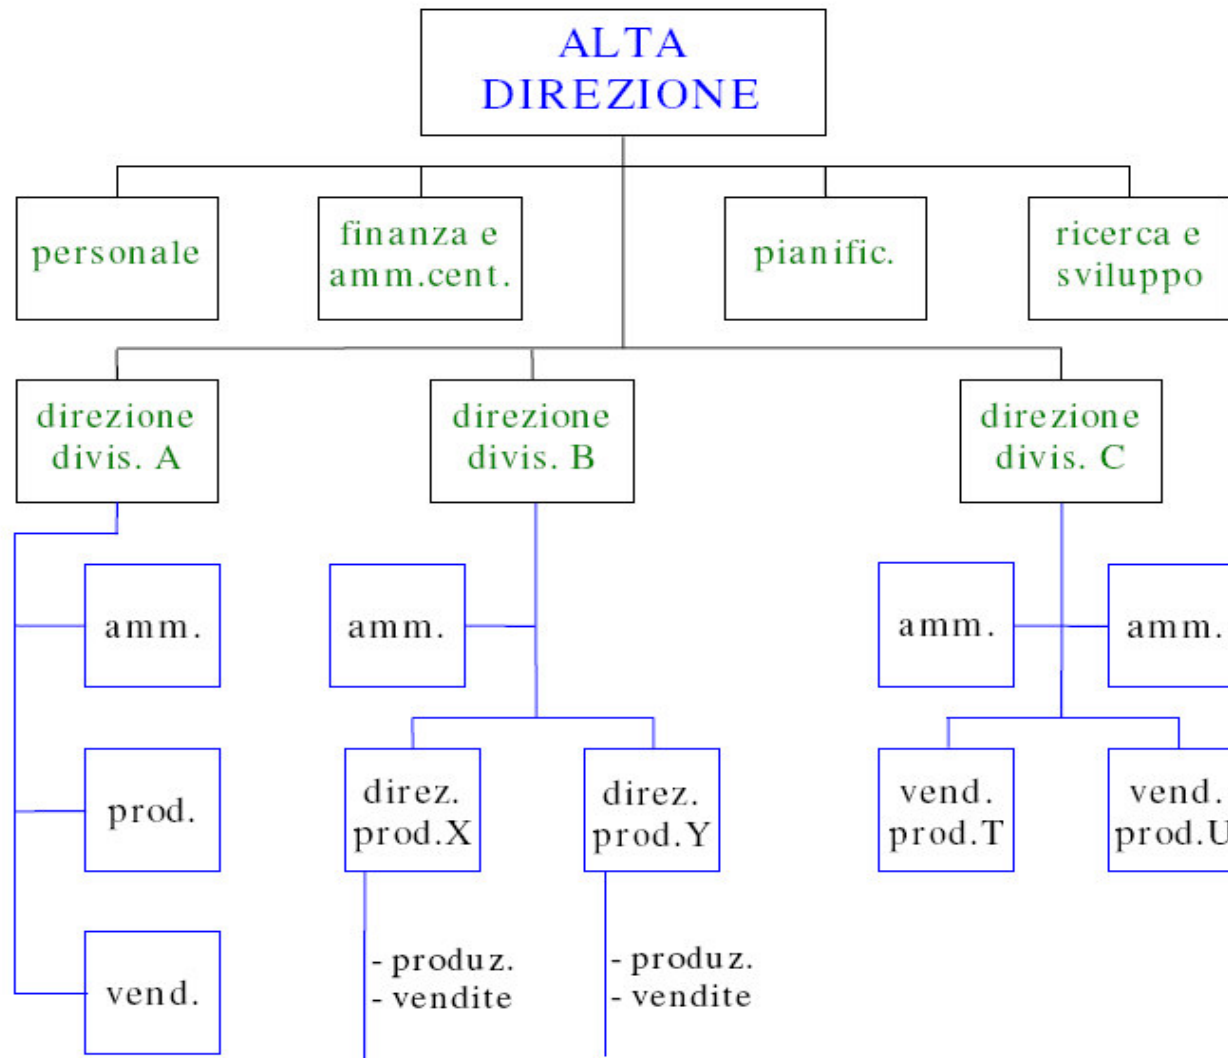 ALTA
DIREZIONE
personale
finanza e
amm.cent.
pianific.
ricerca e
sviluppo
direzione
divis. A
direzione
divis. B
direzione
divis. C
amm.
amm.
amm.
amm.
prod.
direz.
prod.X
direz.
prod.Y
vend.
prod.T
vend.
prod.U
vend.
- produz.
- vendite
- produz.
- vendite